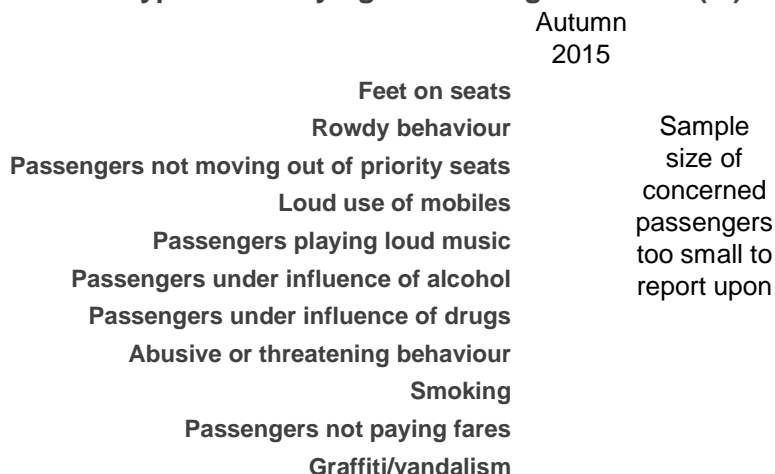 Autumn
2015
Feet on seats
Rowdy behaviour
Passengers not moving out of priority seats
Loud use of mobiles
Passengers playing loud music
Passengers under influence of alcohol
Passengers under influence of drugs
Abusive or threatening behaviour
Smoking
Passengers not paying fares
Graffiti/vandalism
Sample
size of
concerned
passengers
too small to
report upon